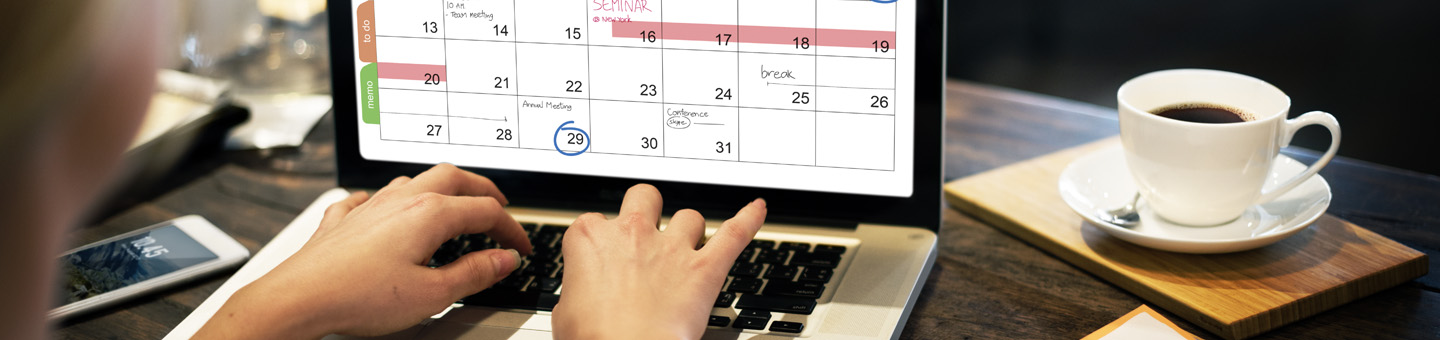 10 AM
- Team meeting
SEMINAR
@ New York
to do
13 14 15 16 17 18 19
break
memo
20 21 22 23 24 25 26
Annual Meeting
Conference
Skype
27 28 29 30 31
10.45